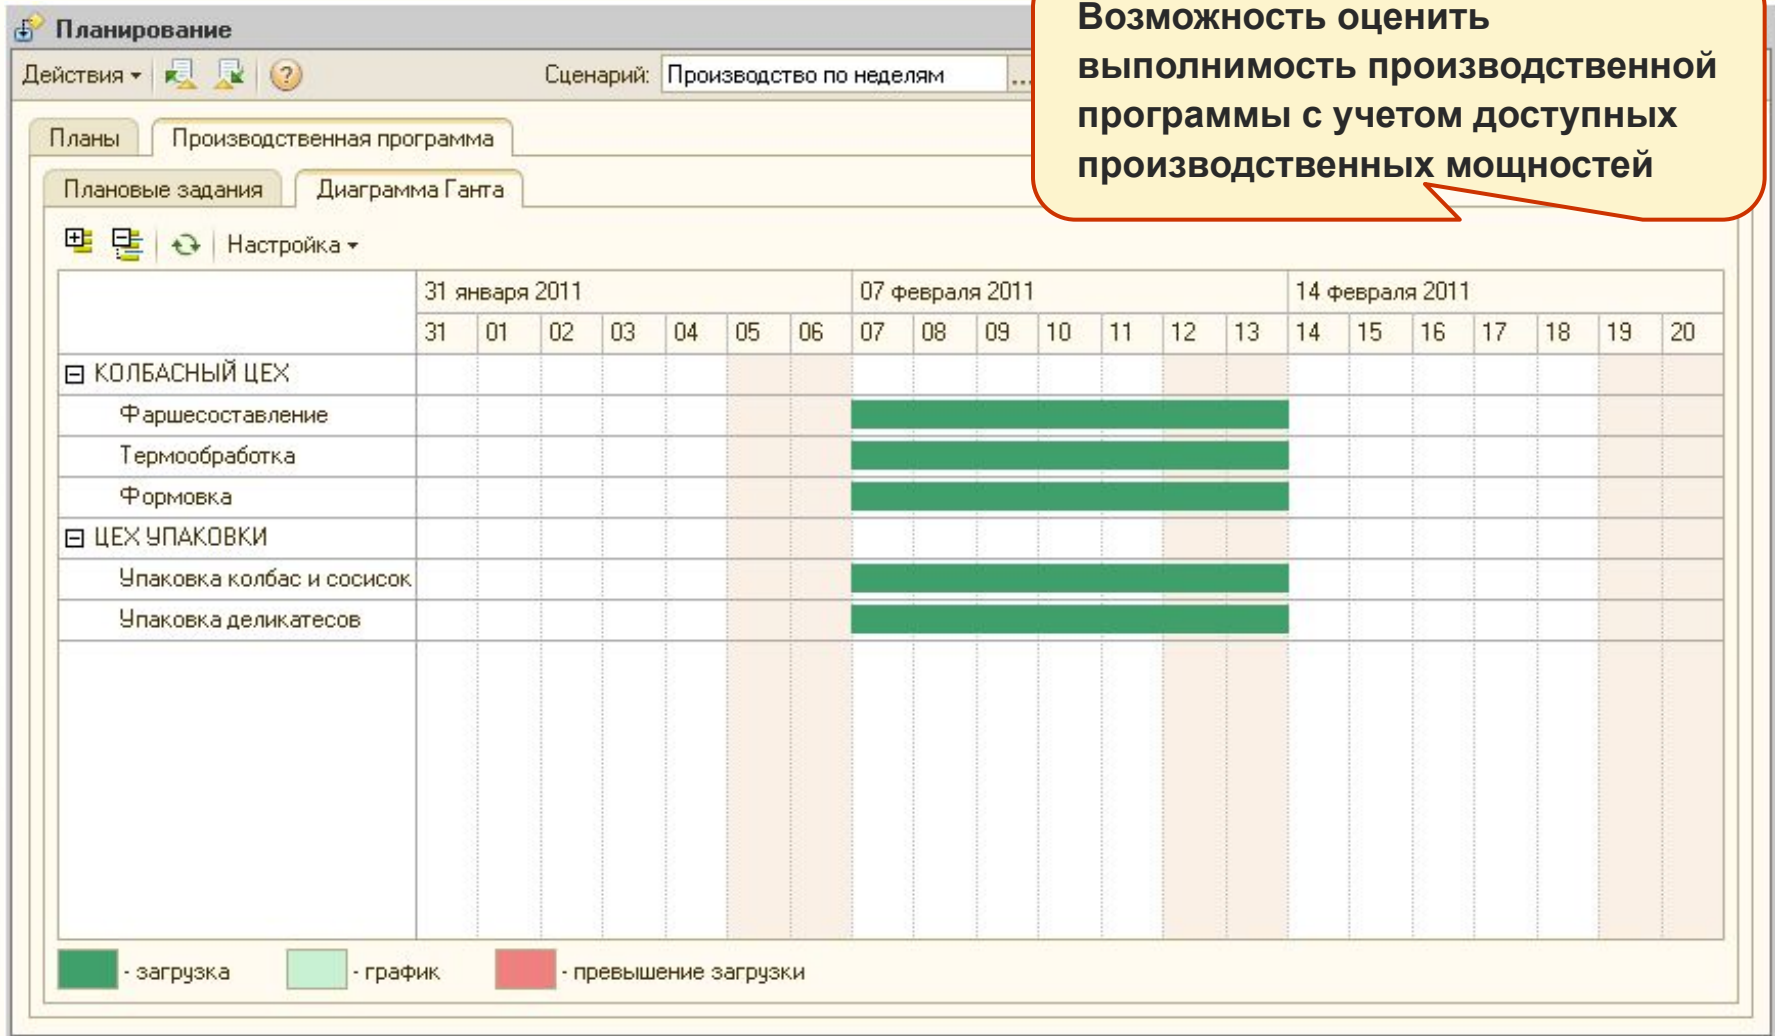 Планирование
Действия
Сценарий: Производство по неделям ...
Возможность оценить
выполнимость производственной
программы с учетом доступных
производственных мощностей
Планы Производственная программа
Плановые задания Диаграмма Ганта
Настройка
31 января 2011 07 февраля 2011 14 февраля 2011
31 01 02 03 04 05 06 07 08 09 10 11 12 13 14 15 16 17 18 19 20
КОЛБАСНЫЙ ЦЕХ
Фаршесоставление
Термообработка
Формовка
ЦЕХ УПАКОВКИ
Упаковка колбас и сосисок
Упаковка деликатесов
- загрузка - график - превышение загрузки